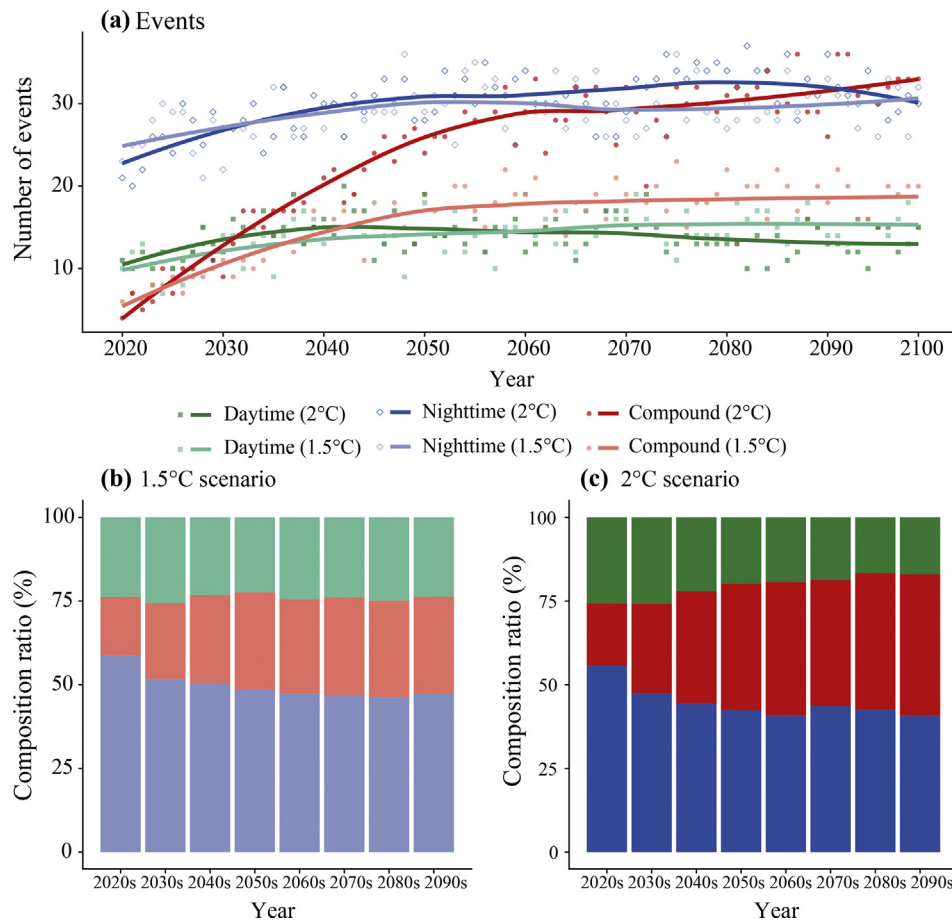 (a) Events
Number of events
30
20
10
2020 2030 2040 2050 2060 2070 2080 2090 2100
Year
Daytime (2°C) Nighttime (2°C) Compound (2°C)
Daytime (1.5°C) Nighttime (1.5°C) Compound (1.5°C)
(b) 1.5°C scenario
Composition ratio (%)
100
75
50
25
0
2020s 2030s 2040s 2050s 2060s 2070s 2080s 2090s
Year
(c) 2°C scenario
Composition ratio (%)
100
75
50
25
0
2020s 2030s 2040s 2050s 2060s 2070s 2080s 2090s
Year